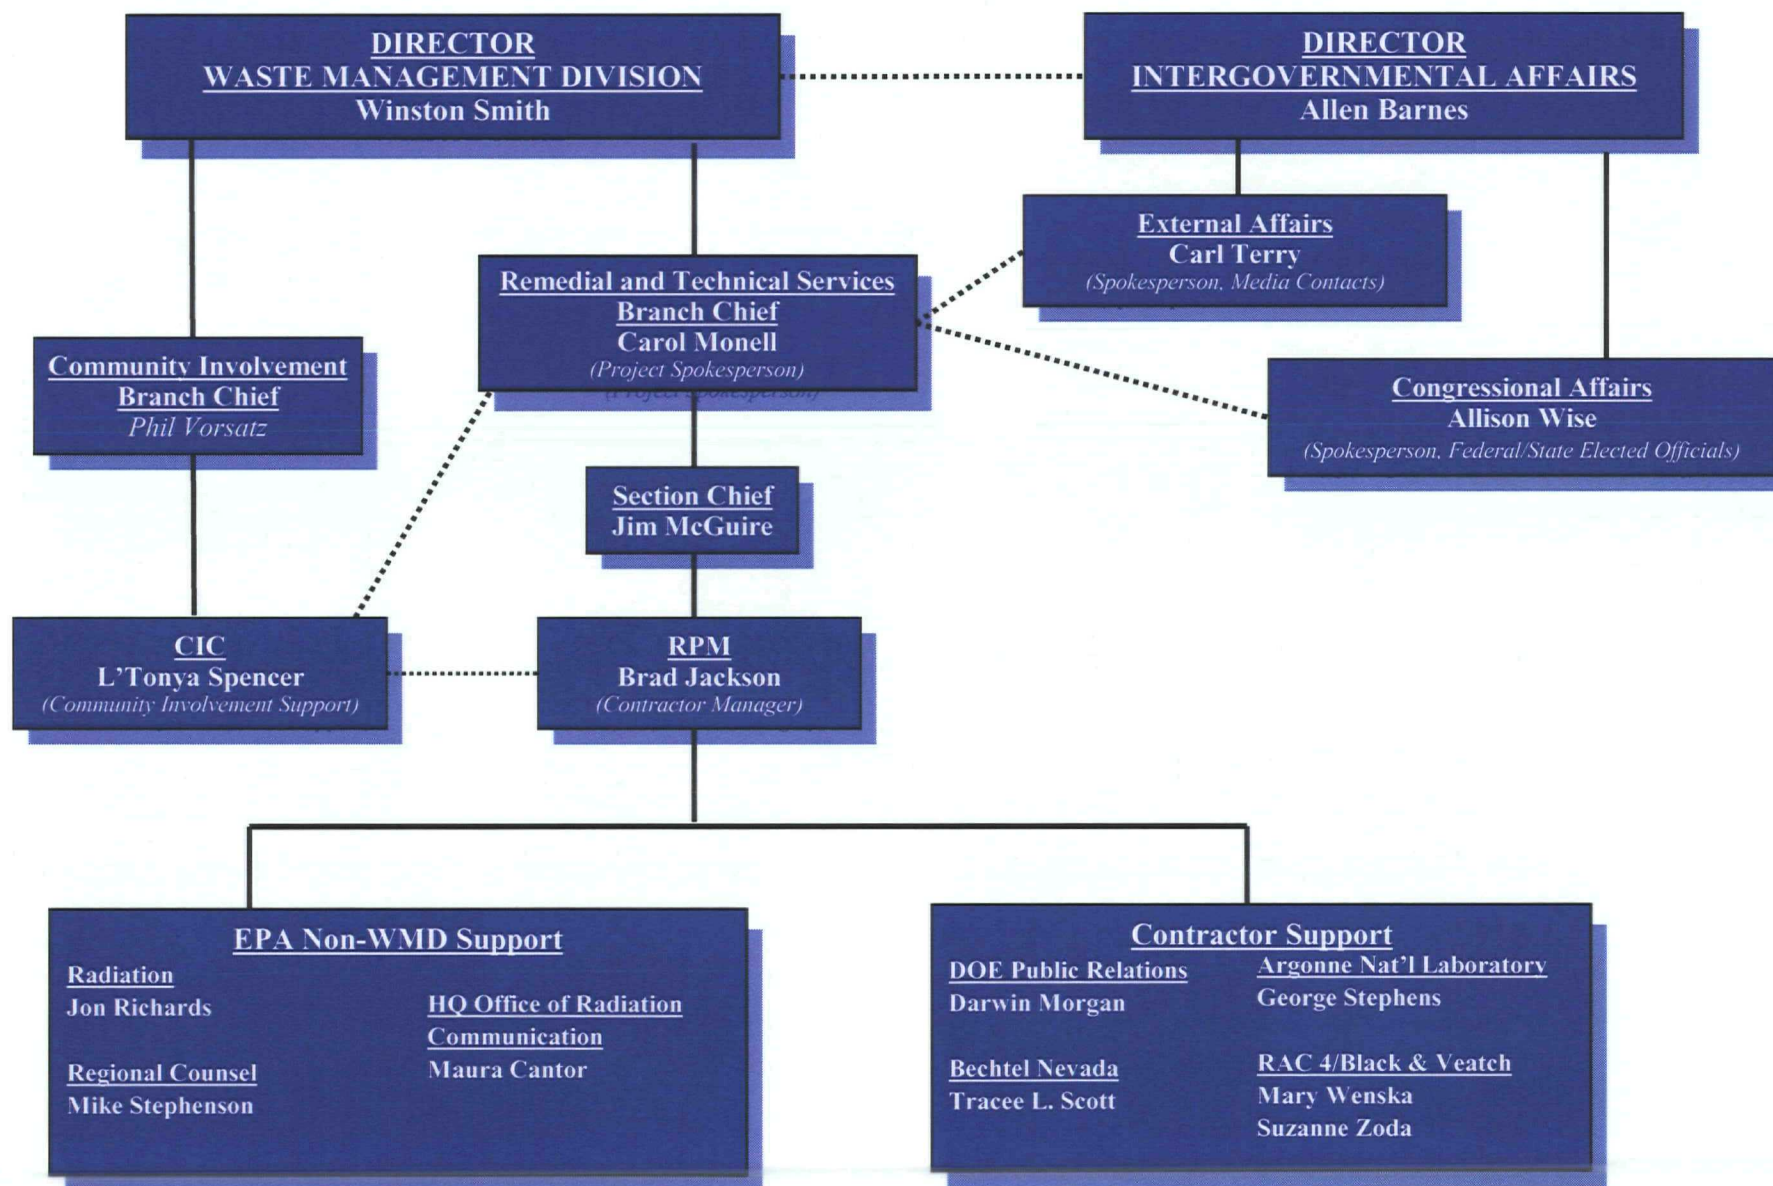 DIRECTOR
WASTE MANAGEMENT DIVISION
Winston Smith
DIRECTOR
INTERGOVERNMENTAL AFFAIRS
Allen Barnes
External Affairs
Carl Terry
(Spokesperson, Media Contacts)
Remedial and Technical Services
Branch Chief
Carol Monell
(Project Spokesperson)
(Project Spokesperson)
Community Involvement
Branch Chief
Phil Vorsatz
Congressional Affairs
Allison Wise
(Spokesperson, Federal/State Elected Officials)
Section Chief
Jim McGuire
CIC
L'Tonya Spencer
(Community Involvement Support)
RPM
Brad Jackson
(Contractor Manager)
EPA Non-WMD Support
Radiation
Jon Richards
Regional Counsel
Mike Stephenson
HQ Office of Radiation
Communication
Maura Cantor
Contractor Support
DOE Public Relations
Darwin Morgan
Bechtel Nevada
Tracee L. Scott
Argonne Nat'l Laboratory
George Stephens
RAC 4/Black & Veatch
Mary Wenska
Suzanne Zoda